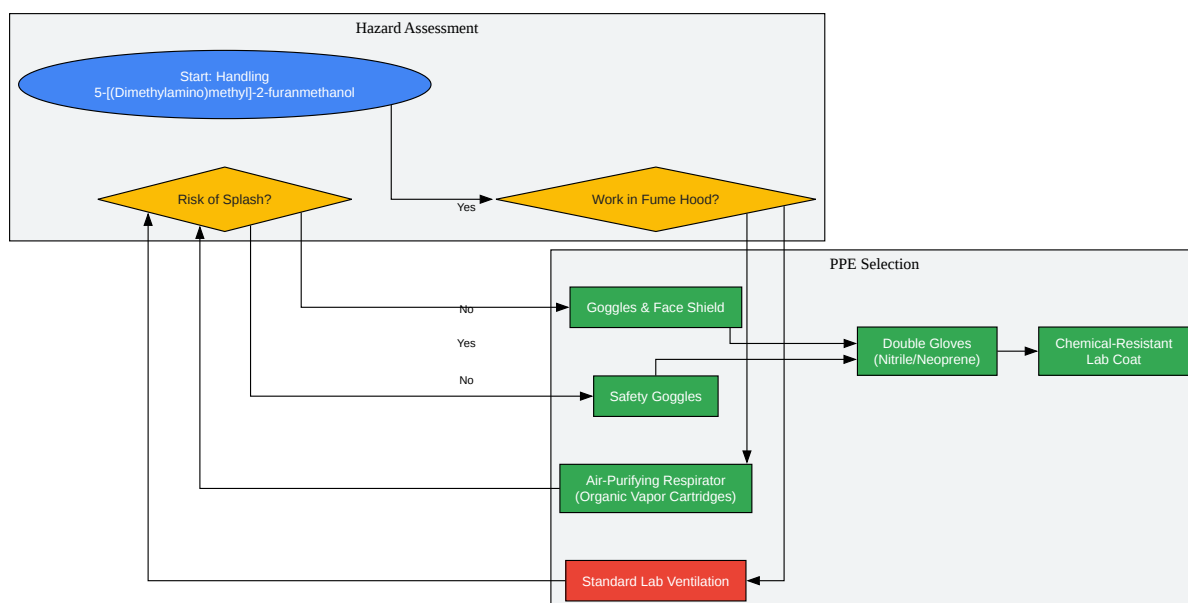 Hazard Assessment
Start: Handling
5-[(Dimethylamino)methyl]-2-furanmethanol
Risk of Splash?
Yes
Work in Fume Hood?
PPE Selection
No
Goggles & Face Shield
Yes
Double Gloves
(Nitrile/Neoprene)
Chemical-Resistant
Lab Coat
No
Safety Goggles
Air-Purifying Respirator
(Organic Vapor Cartridges)
Standard Lab Ventilation